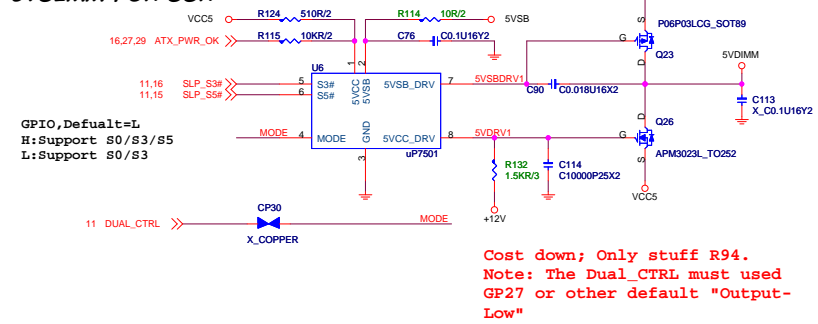 VCC5
R124
510R/2
R114
10R/2
5VSB
16,27,29
ATX_PWR_OK
R115
10KR/2
C76
C0.1U16Y2
P06P03LCG_SOT89
S
G
Q23
D
5VDIMM
U6
1
2
11,16
SLP_S3#
5
S3#
5VCC
5VSB
5VSB_DRV
7
5VSBDRV1
11,15
SLP_S5#
6
S5#
C90
C0.018U16X2
C113
X_C0.1U16Y2
GPIO,Defualt=L
H:Support S0/S3/S5
L:Support S0/S3
MODE
4
MODE
GND
5VCC_DRV
8
5VDRV1
D
Q26
G
uP7501
3
R132
1.5KR/3
C114
C10000P25X2
S
APM3023L_TO252
VCC5
+12V
11
DUAL_CTRL
CP30
MODE
X_COPPER
Cost down; Only stuff R94.
Note: The Dual_CTRL must used
GP27 or other default "Output-
Low"